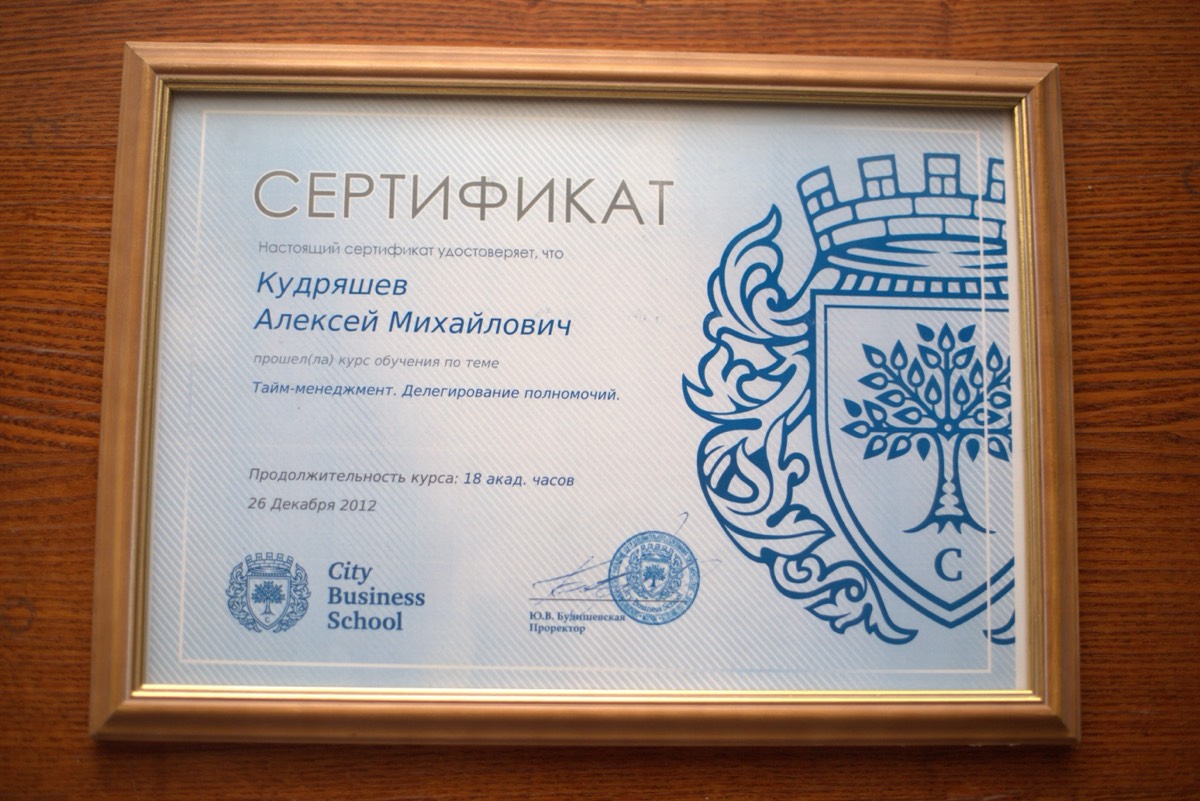 СЕРТИФИКАТ
Настоящий сертификат удостоверяет, что
Кудряшев
Алексей Михайлович
прошел(ла) курс обучения по теме
Тайм-менеджмент. Делегирование полномочий.
Продолжительность курса: 18 акад. часов
26 Декабря 2012
City
Business
School
Ю.В. Будишевская
Проректор
C
C